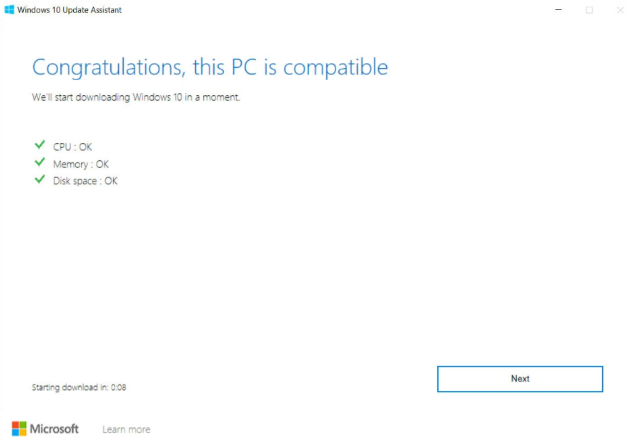 Windows 10 Update Assistant
Congratulations, this PC is compatible
We'll start downloading Windows 10 in a moment.
CPU : OK
Memory : OK
Disk space : OK
Next
Starting download in: 0:08
Microsoft Learn more